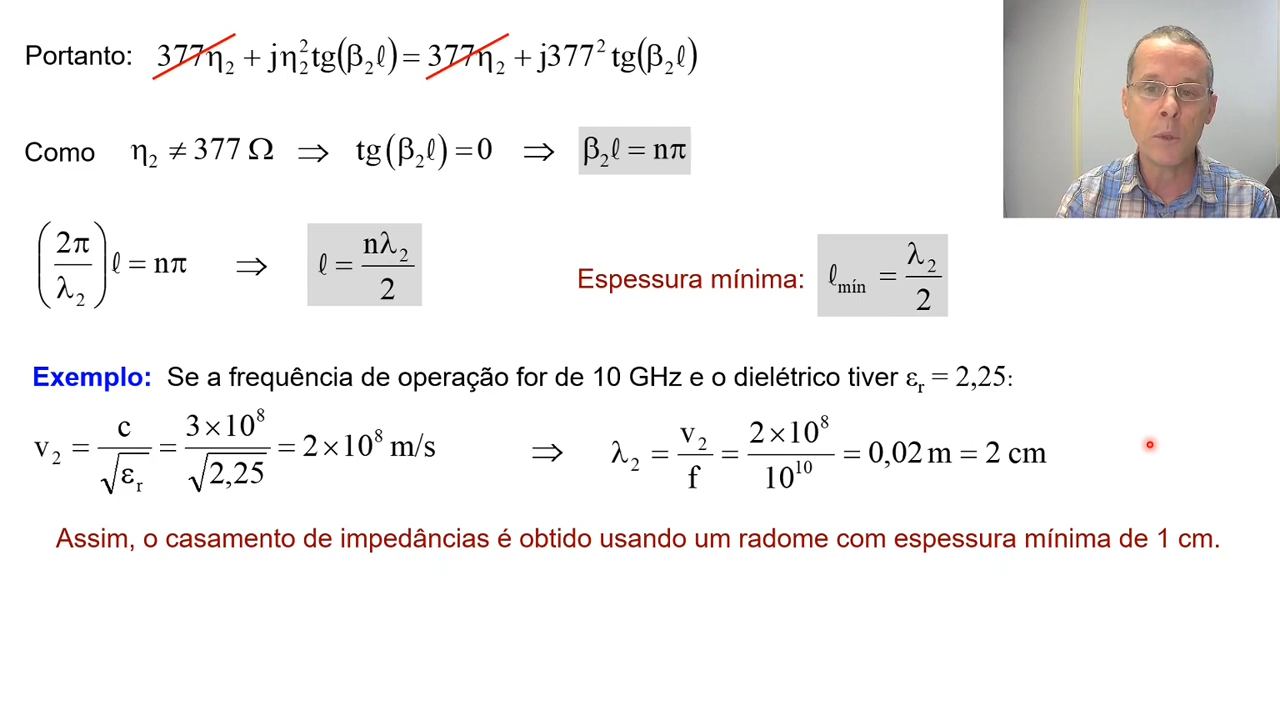 Portanto: 377η₂ + jη₂²tg(β₂ℓ) = 377η₂ + j377² tg(β₂ℓ)
Como η₂ ≠ 377 Ω ⇒ tg(β₂ℓ) = 0 ⇒ β₂ℓ = nπ
(2π/λ₂)ℓ = nπ ⇒ ℓ = nλ₂/2 Espessura mínima: ℓmín = λ₂/2
Exemplo: Se a frequência de operação for de 10 GHz e o dielétrico tiver εr = 2,25:
v₂ = c/√εr = 3×10⁸/√2,25 = 2×10⁸ m/s ⇒ λ₂ = v₂/f = 2×10⁸/10¹⁰ = 0,02 m = 2 cm
Assim, o casamento de impedâncias é obtido usando um radome com espessura mínima de 1 cm.